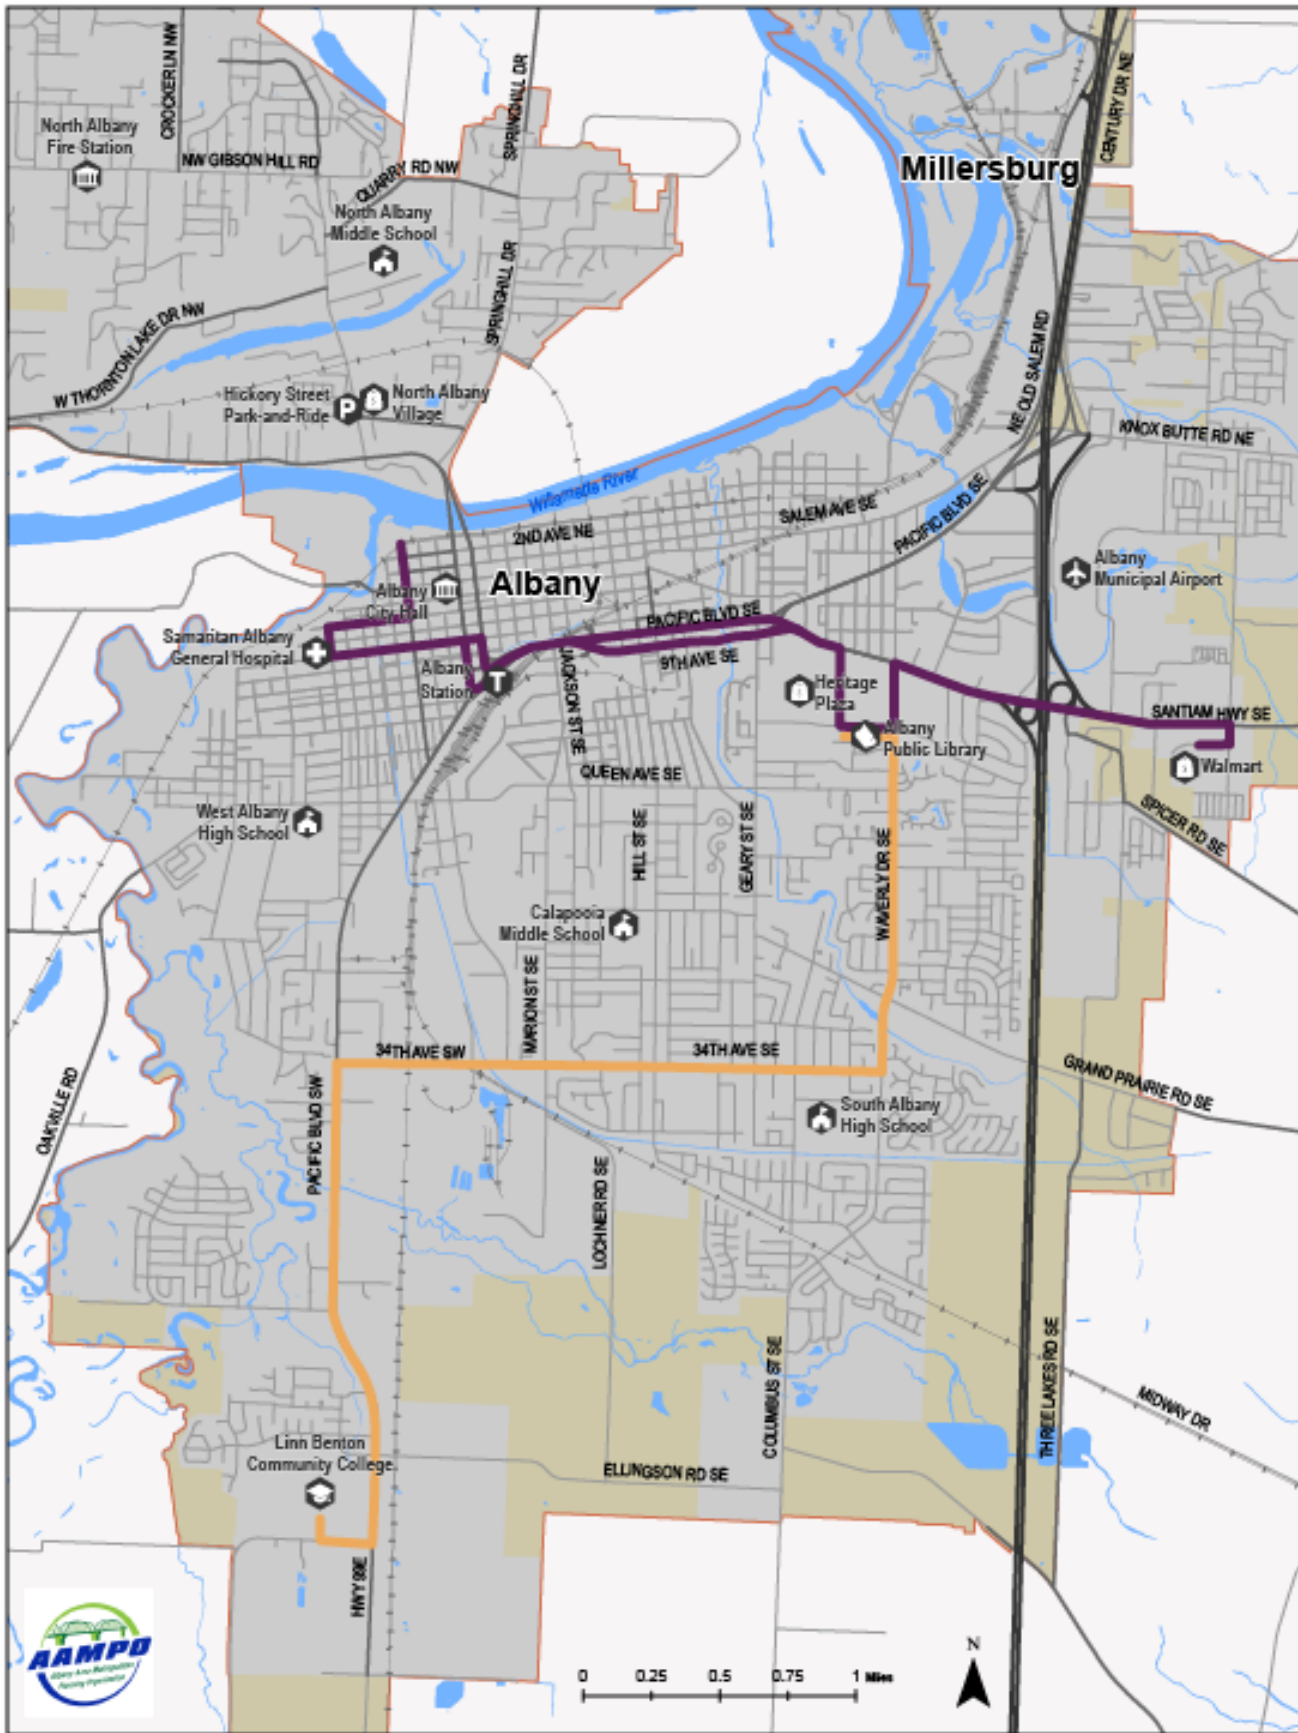 CROCKER LN NW
SPRINGHILL DR
CENTURY DR NE
North Albany
Fire Station
NW GIBSON HILL RD
QUARRY RD NW
Millersburg
North Albany
Middle School
SPRINGHILL DR
W THORNTON LAKE DR NW
NE OLD SALEM RD
Hickory Street
Park-and-Ride
North Albany
Village
KNOX BUTTE RD NE
Willamette River
SALEM AVE SE
PACIFIC BLVD SE
2ND AVE NE
Albany
Municipal Airport
Albany
City Hall
Albany
PACIFIC BLVD SE
Samaritan Albany
General Hospital
9TH AVE SE
Albany
Station
T
JACKSON ST SE
Heritage
Plaza
SANTIAM HWY SE
Albany
Public Library
QUEEN AVE SE
Walmart
West Albany
High School
HILL ST SE
GEARY ST SE
WAVERLY DR SE
SPICER RD SE
Calapooia
Middle School
MARION ST SE
34TH AVE SW
34TH AVE SE
GRAND PRAIRIE RD SE
OAKVILLE RD
PACIFIC BLVD SW
South Albany
High School
LOCHNER RD SE
COLUMBUS ST SE
THREE LAKES RD SE
MIDWAY DR
Linn Benton
Community College
ELLINGSON RD SE
HWY 99E
AAMPO
Albany Area Metropolitan
Planning Organization
0 0.25 0.5 0.75 1 Miles
N
P